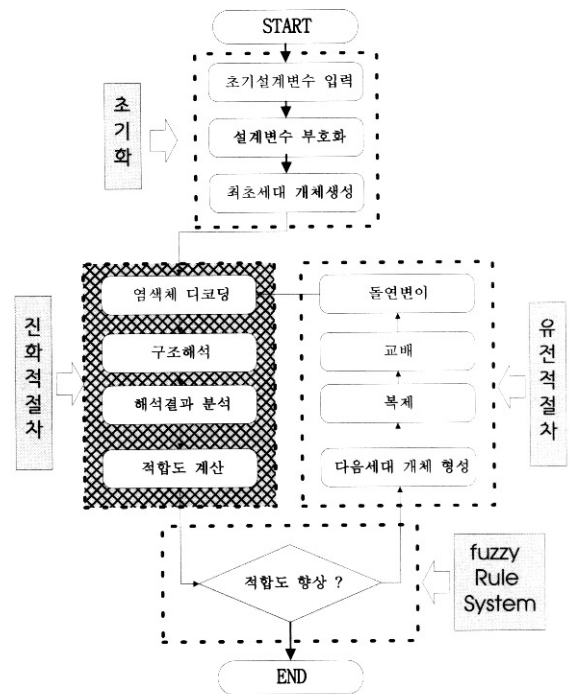 START
초기설계변수 입력
설계변수 부호화
최초세대 개체생성
초기화
염색체 디코딩
구조해석
해석결과 분석
적합도 계산
진화적절차
돌연변이
교배
복제
다음세대 개체 형성
유전적절차
적합도 향상 ?
fuzzy
Rule
System
END